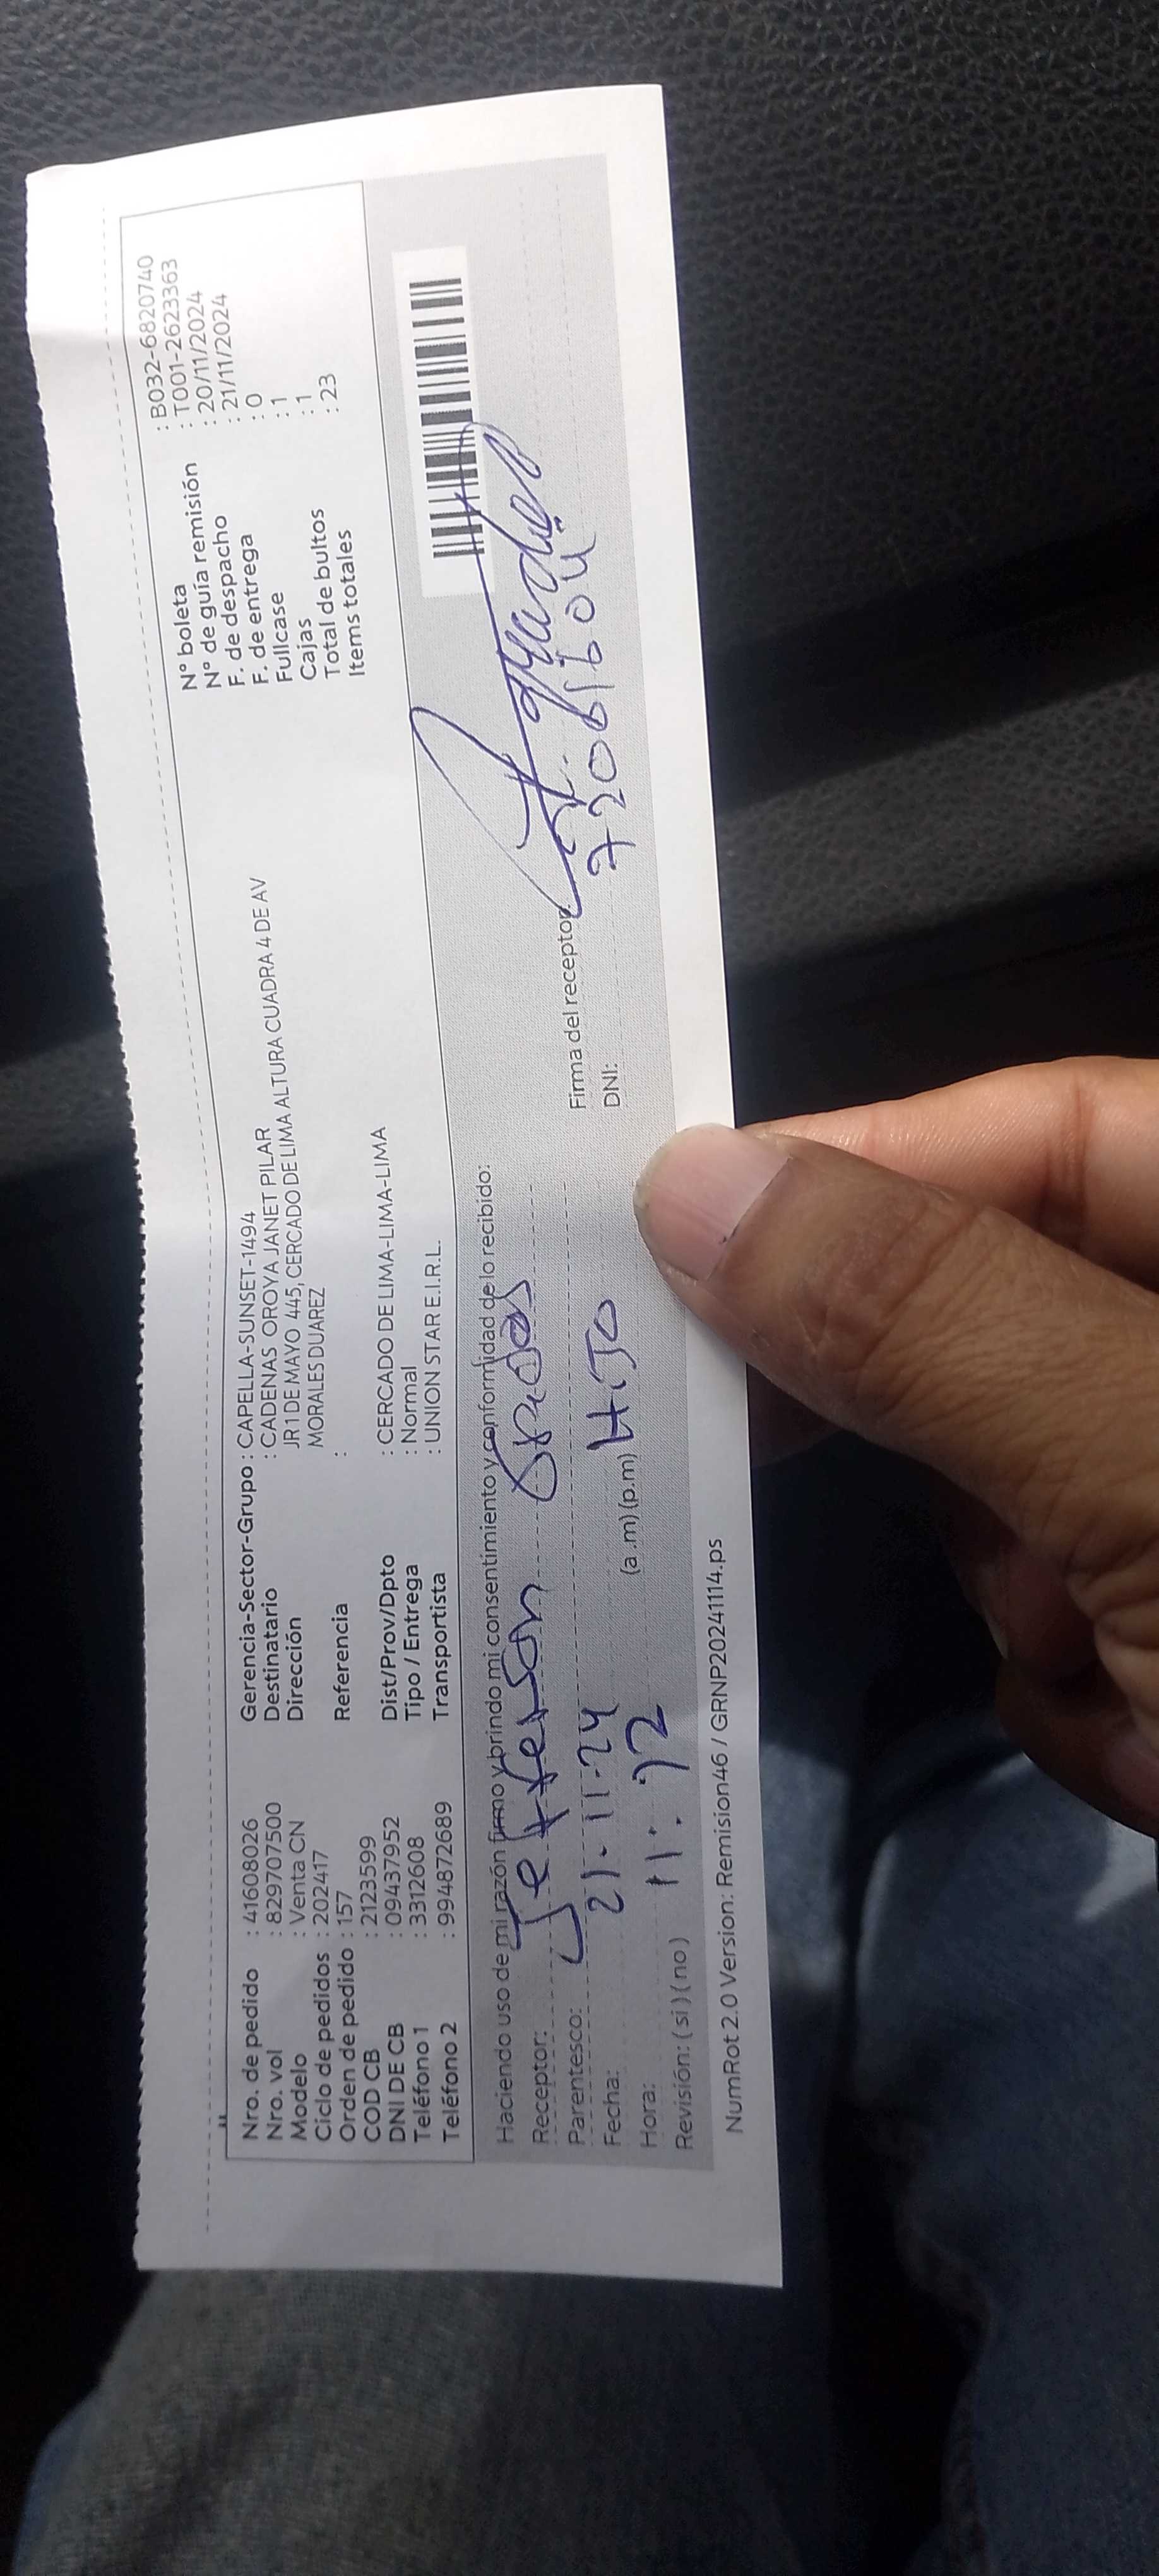 Nro. de pedido : 41608026
Nro. vol : 829707500
Modelo : Venta CN
Ciclo de pedidos : 202417
Orden de pedido : 157
COD CB : 2123599
DNI DE CB : 09437952
Teléfono 1 : 3312608
Teléfono 2 : 994872689
Gerencia-Sector-Grupo : CAPELLA-SUNSET-1494
Destinatario : CADENAS OROYA JANET PILAR
Dirección JR 1 DE MAYO 445, CERCADO DE LIMA ALTURA CUADRA 4 DE AV
MORALES DUAREZ
Referencia :
Dist/Prov/Dpto : CERCADO DE LIMA-LIMA-LIMA
Tipo / Entrega : Normal
Transportista : UNION STAR E.I.R.L.
N° boleta : B032-6820740
N° de guía remisión : T001-2623363
F. de despacho : 20/11/2024
F. de entrega : 21/11/2024
Fullcase : 0
Cajas : 1
Total de bultos : 1
Items totales : 23
Haciendo uso de mi razón firmo y brindo mi consentimiento y conformidad de lo recibido:
Receptor: Jefferson
Parentesco: HiJO
Fecha: 21-11-24
Hora: 11:12 (a.m) (p.m)
Revisión: ( si ) ( no )
Firma del receptor:
DNI: 72061604
NumRot 2.0 Version: Remision46 / GRNP20241114.ps